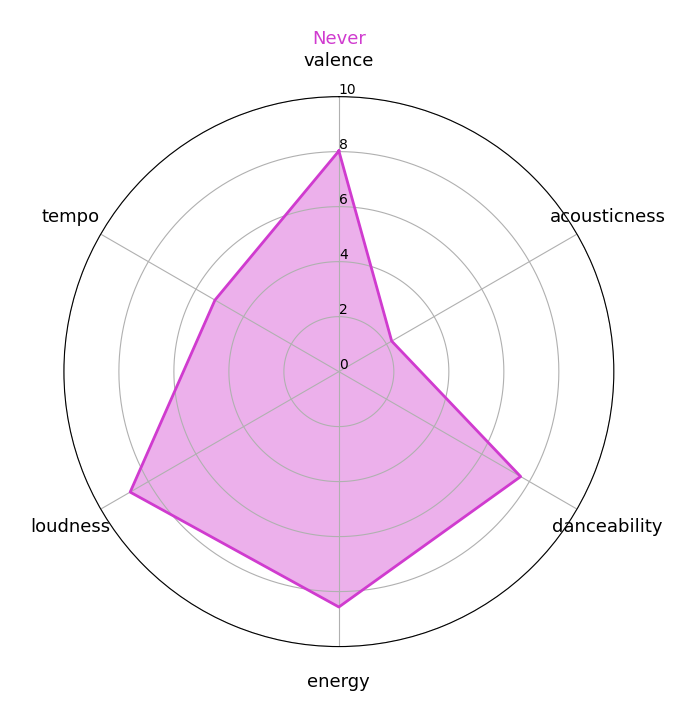 Never
valence
10
8
6
4
2
0
acousticness
tempo
loudness
danceability
energy